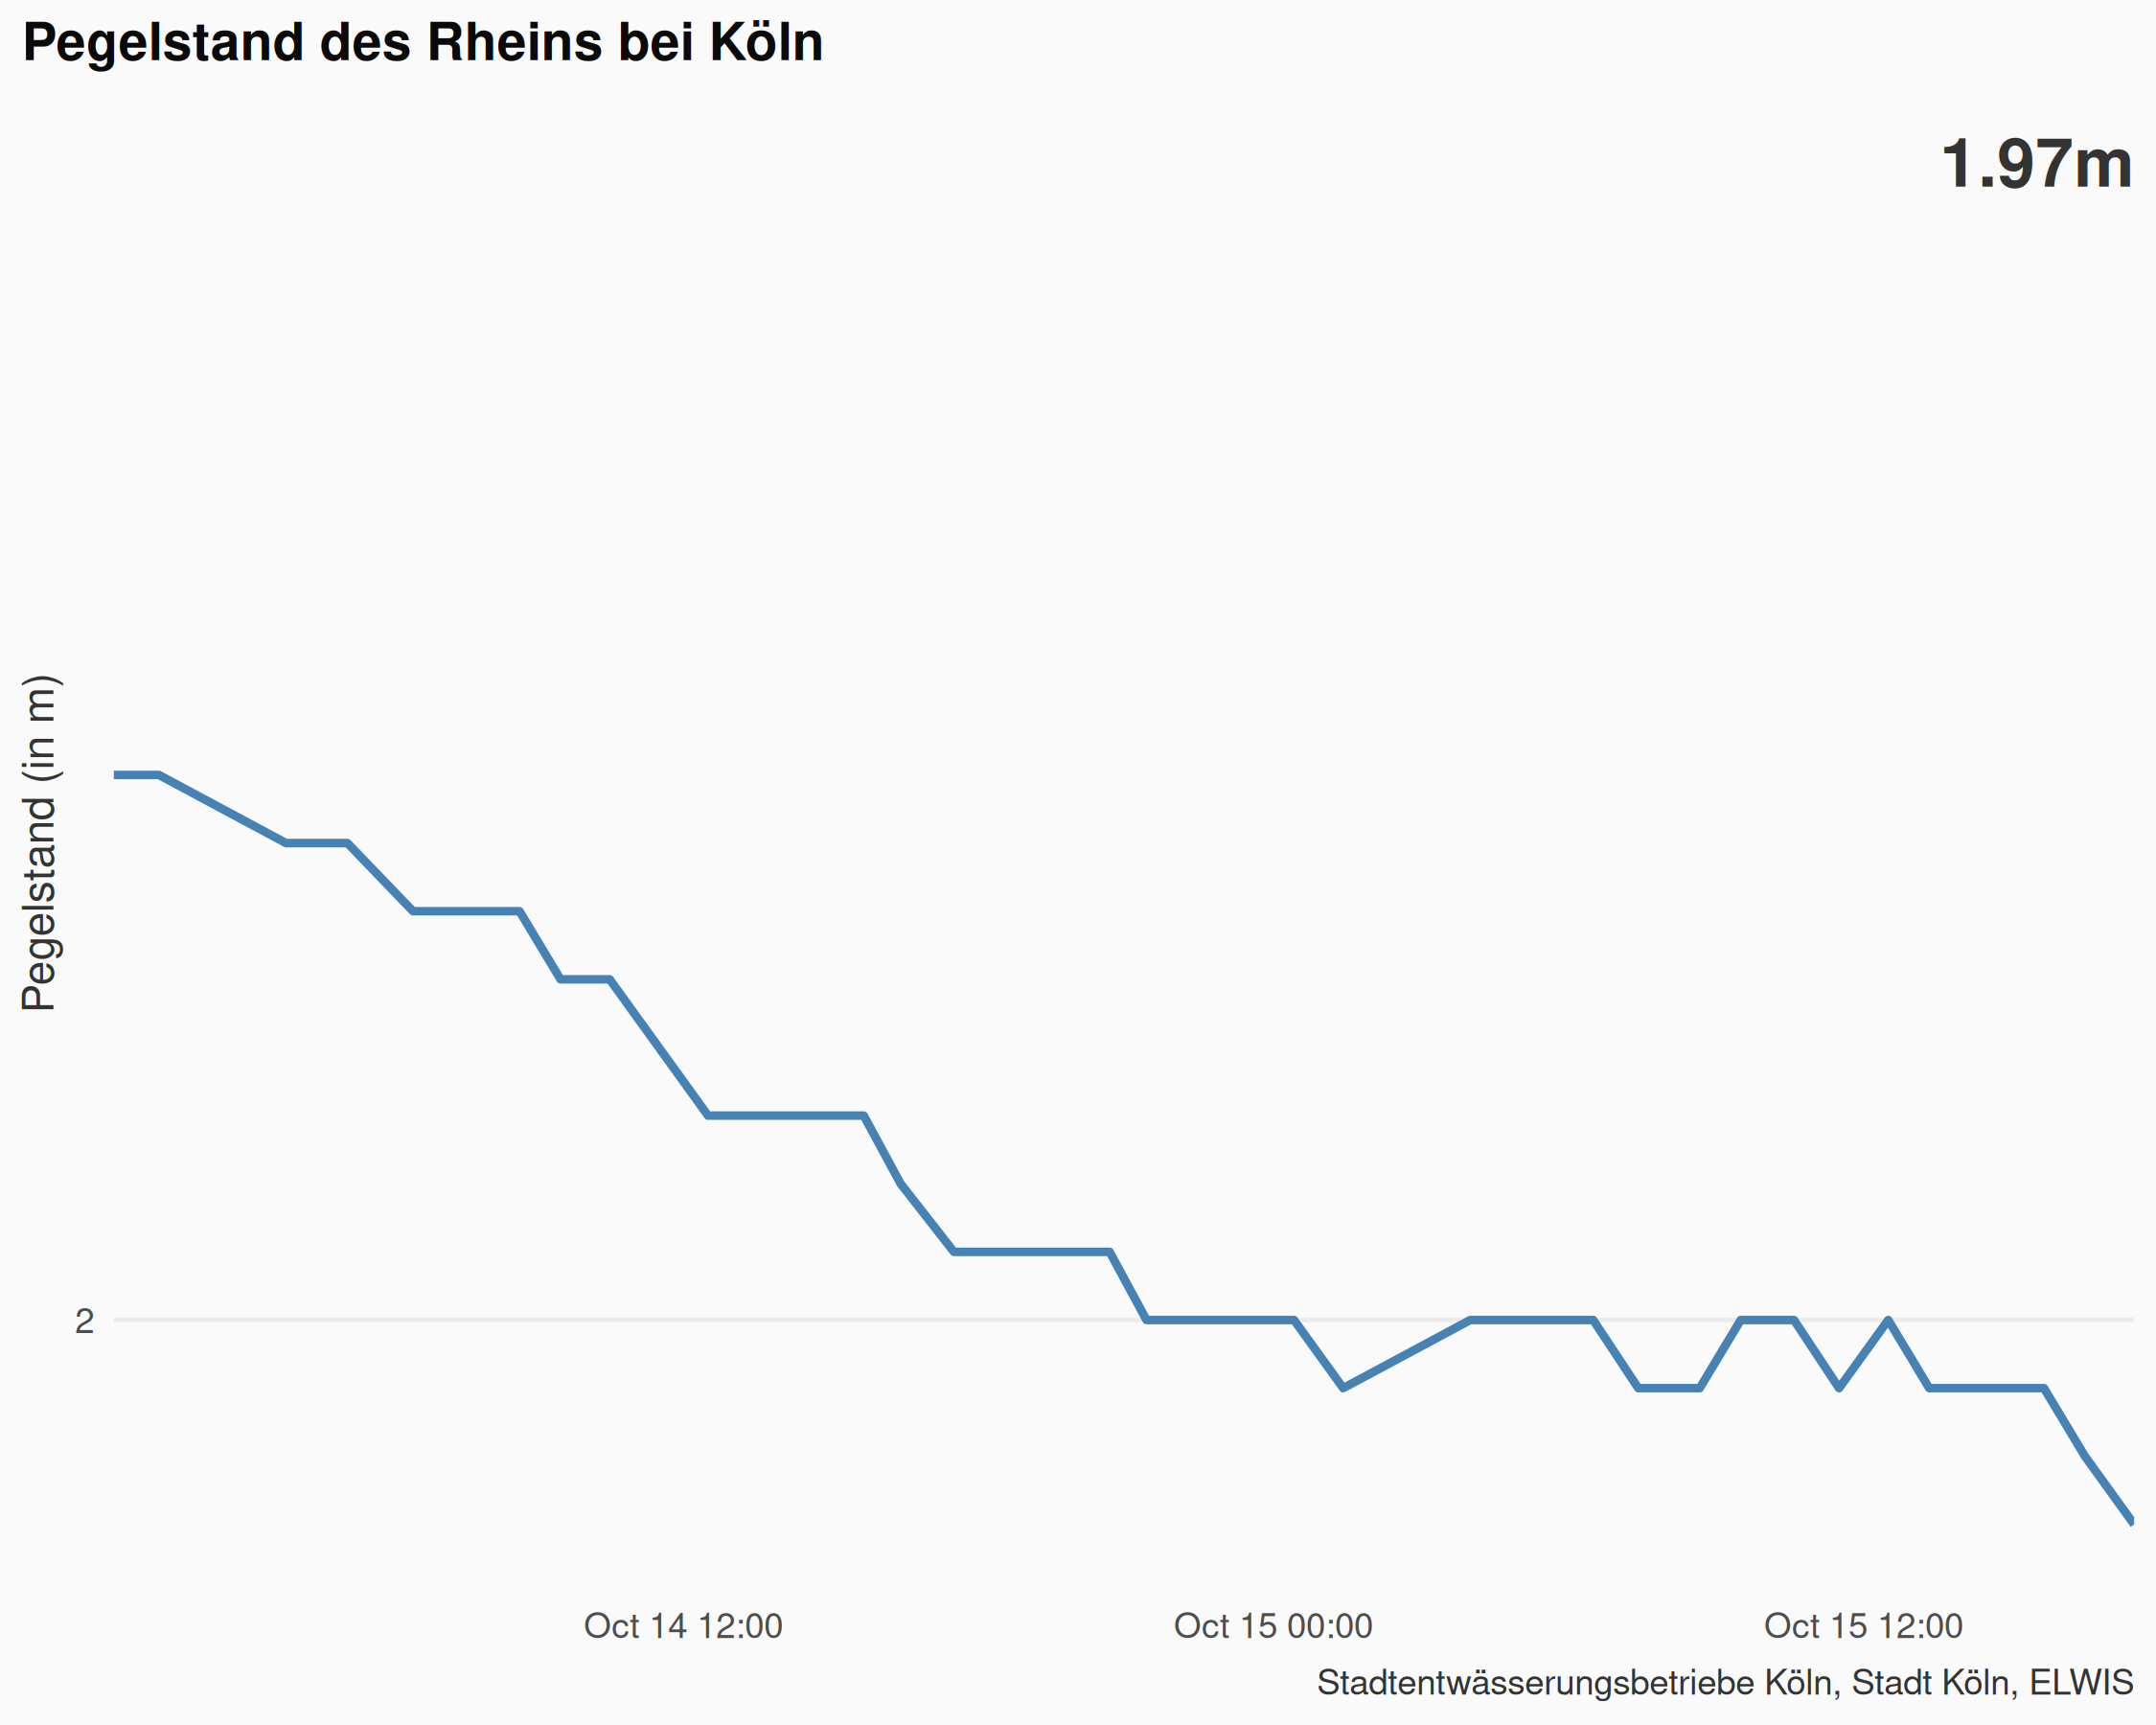 Pegelstand des Rheins bei Köln
1.97m
Pegelstand (in m)
2
Oct 14 12:00
Oct 15 00:00
Oct 15 12:00
Stadtentwässerungsbetriebe Köln, Stadt Köln, ELWIS